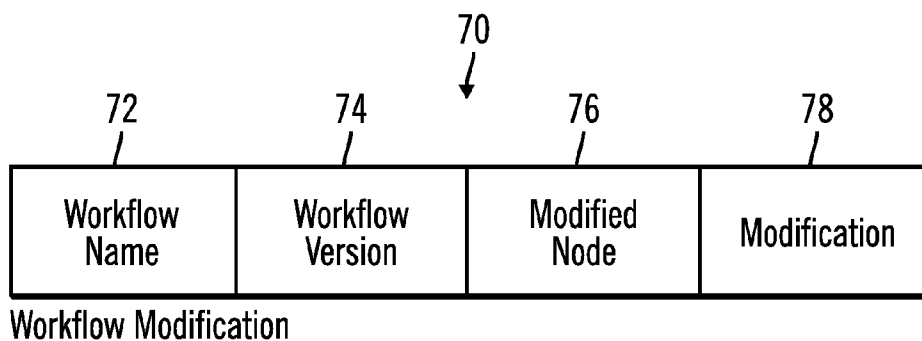 70
72 74 76 78
Workflow Name
Workflow Version
Modified Node
Modification
Workflow Modification